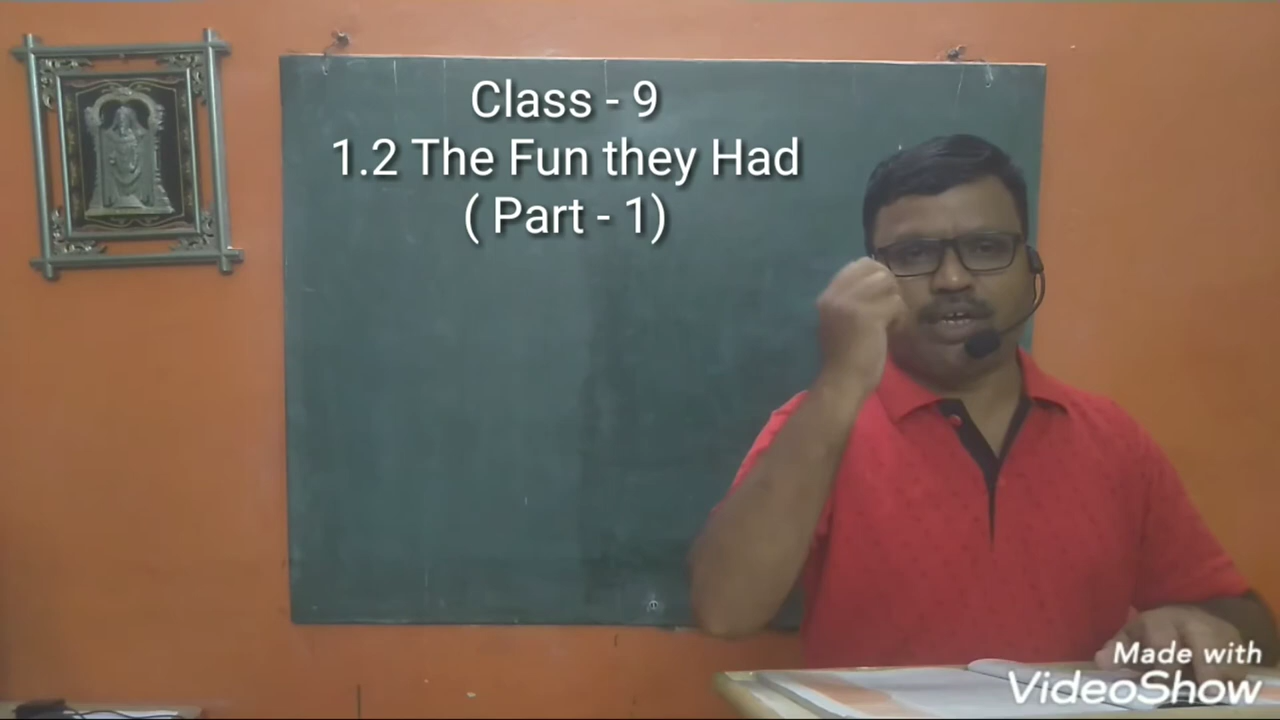 Class - 9
1.2 The Fun they Had
( Part - 1)
Made with
VideoShow